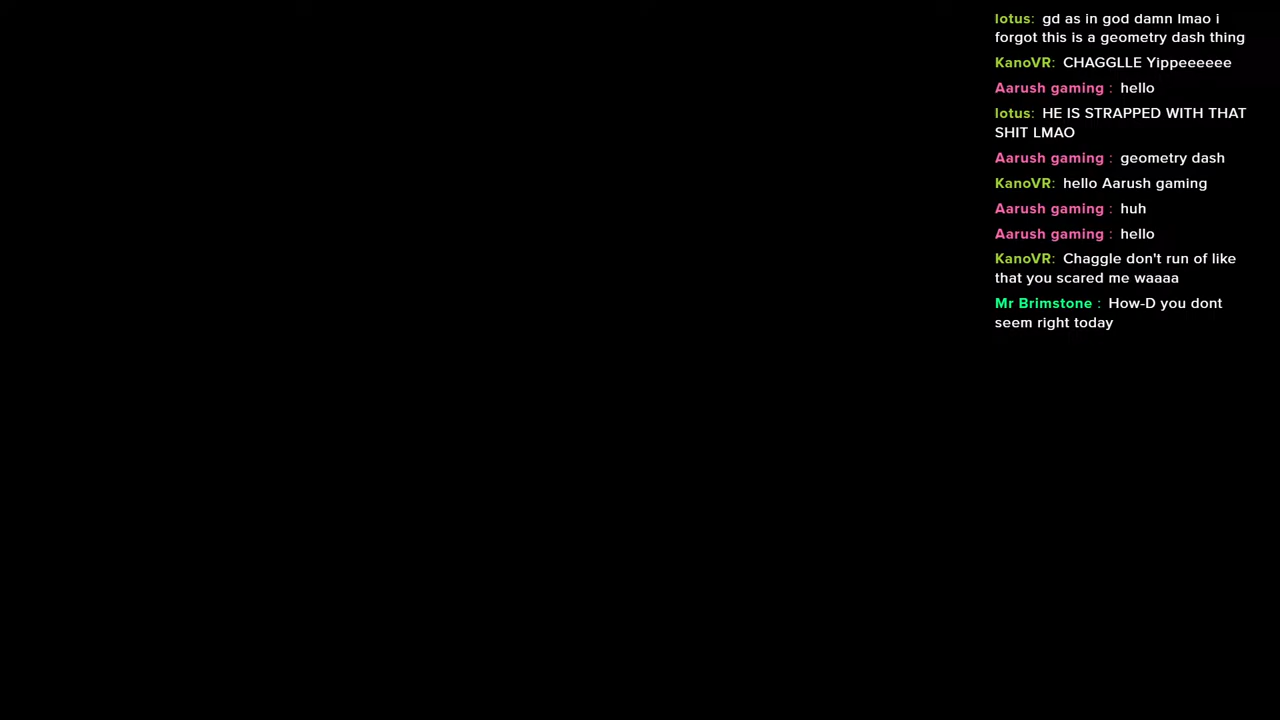 lotus: gd as in god damn lmao i
forgot this is a geometry dash thing
KanoVR: CHAGGLLE Yippeeeeee
Aarush gaming : hello
lotus: HE IS STRAPPED WITH THAT
SHIT LMAO
Aarush gaming : geometry dash
KanoVR: hello Aarush gaming
Aarush gaming : huh
Aarush gaming : hello
KanoVR: Chaggle don't run of like
that you scared me waaaa
Mr Brimstone : How-D you dont
seem right today